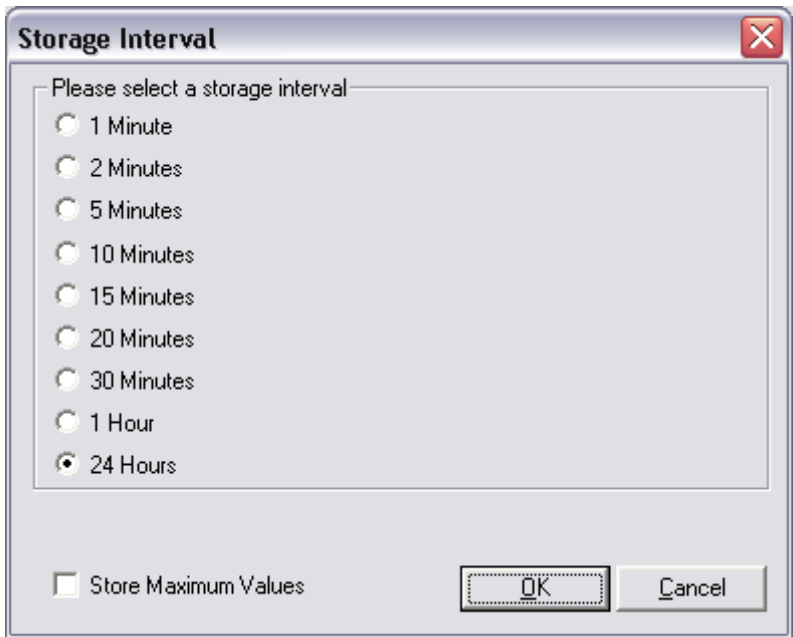 Storage Interval
Please select a storage interval
1 Minute
2 Minutes
5 Minutes
10 Minutes
15 Minutes
20 Minutes
30 Minutes
1 Hour
24 Hours
Store Maximum Values OK Cancel